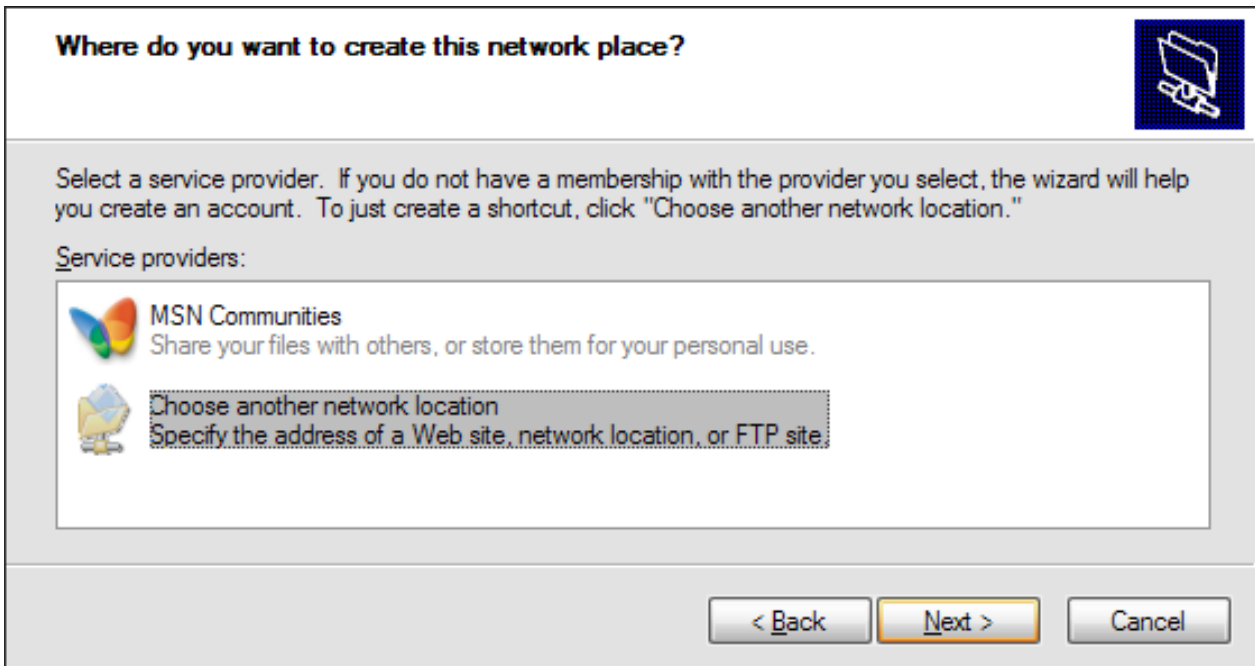 Where do you want to create this network place?
Select a service provider.  If you do not have a membership with the provider you select, the wizard will help
you create an account.  To just create a shortcut, click "Choose another network location."
Service providers:
MSN Communities
Share your files with others, or store them for your personal use.
Choose another network location
Specify the address of a Web site, network location, or FTP site.
< Back
Next >
Cancel